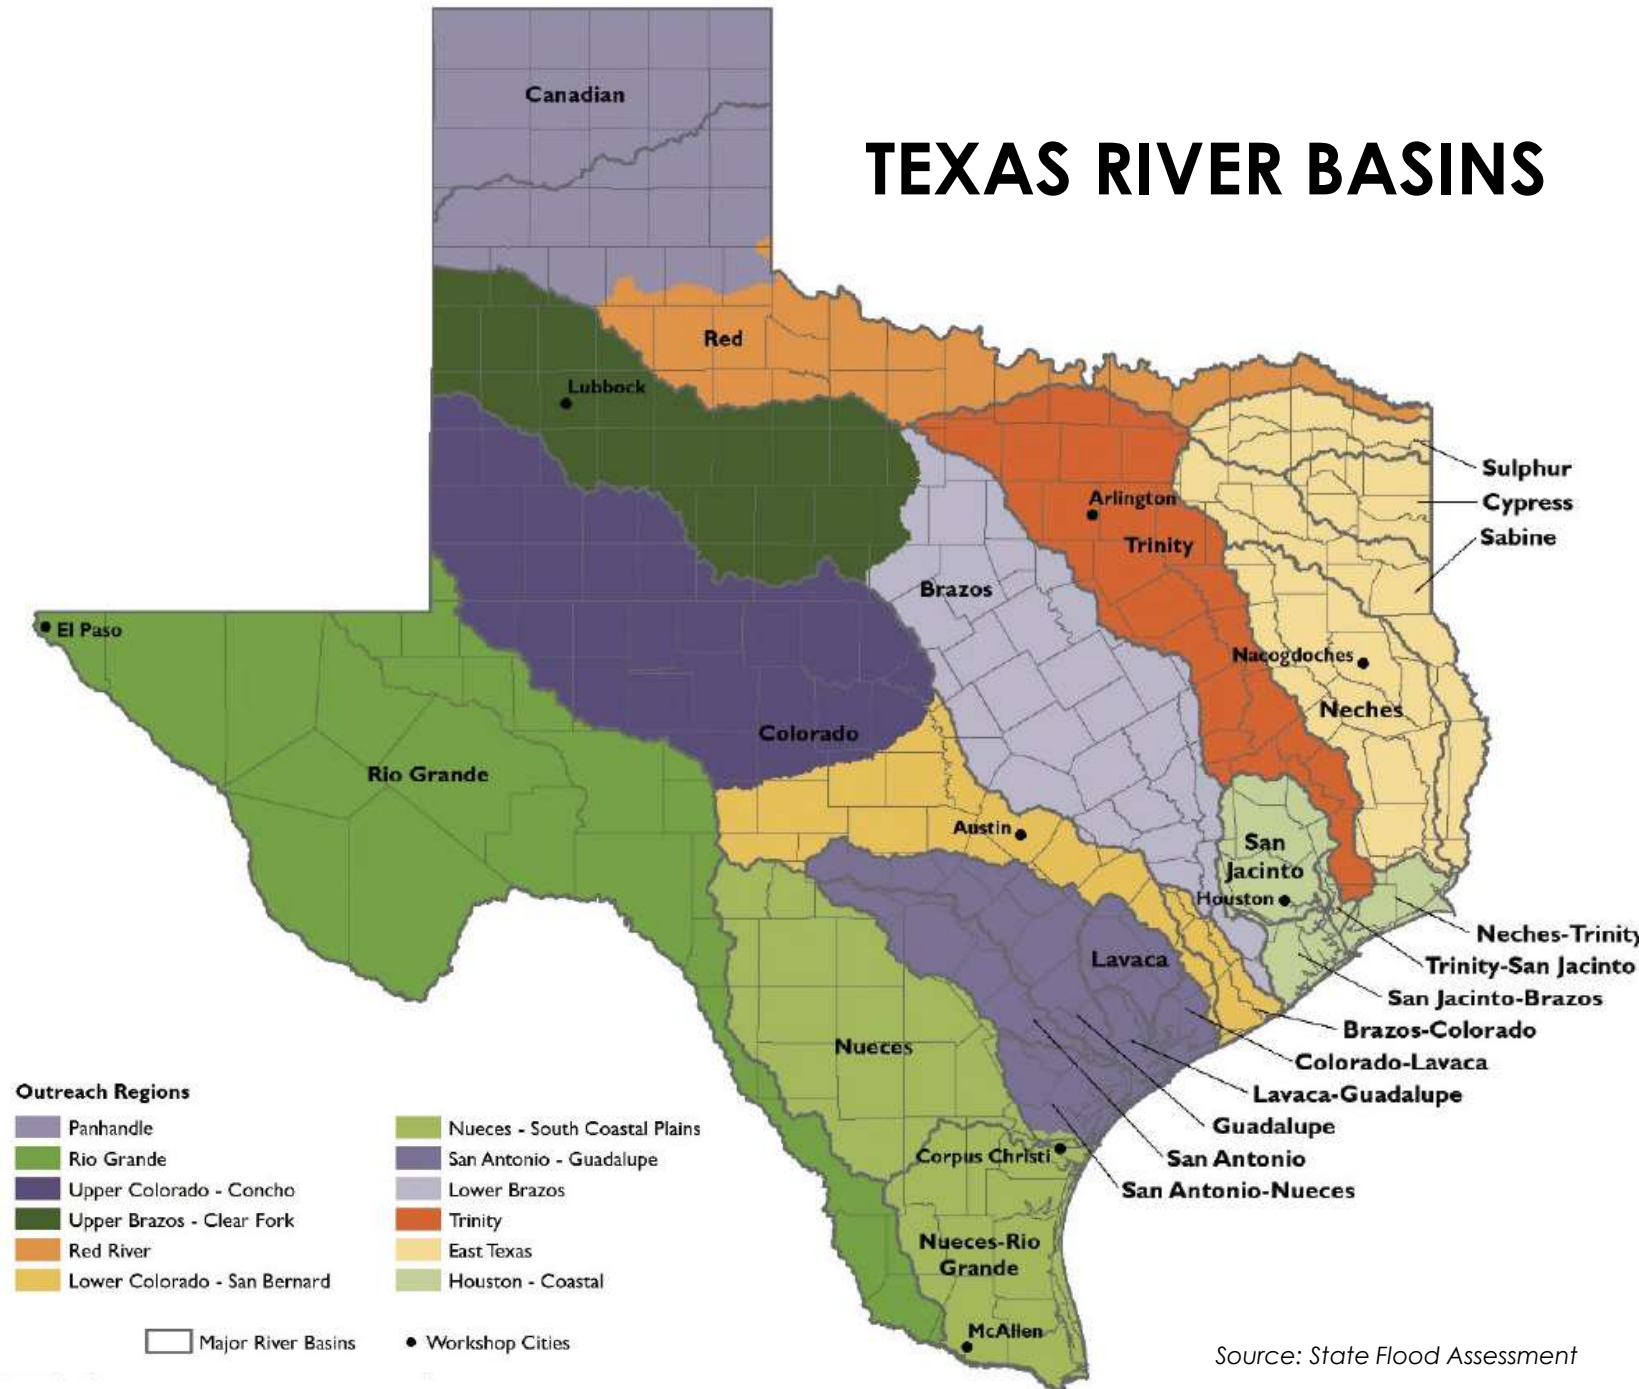 TEXAS RIVER BASINS
Canadian
Red
Lubbock
Sulphur
Cypress
Sabine
Arlington
Trinity
Brazos
El Paso
Nacogdoches
Neches
Colorado
Rio Grande
Austin
San
Jacinto
Houston
Neches-Trinity
Lavaca
Trinity-San Jacinto
San Jacinto-Brazos
Brazos-Colorado
Nueces
Colorado-Lavaca
Lavaca-Guadalupe
Guadalupe
Corpus Christi
San Antonio
San Antonio-Nueces
Nueces-Rio
Grande
McAllen
Outreach Regions
Panhandle
Rio Grande
Upper Colorado - Concho
Upper Brazos - Clear Fork
Red River
Lower Colorado - San Bernard
Nueces - South Coastal Plains
San Antonio - Guadalupe
Lower Brazos
Trinity
East Texas
Houston - Coastal
Major River Basins
Workshop Cities
Source: State Flood Assessment